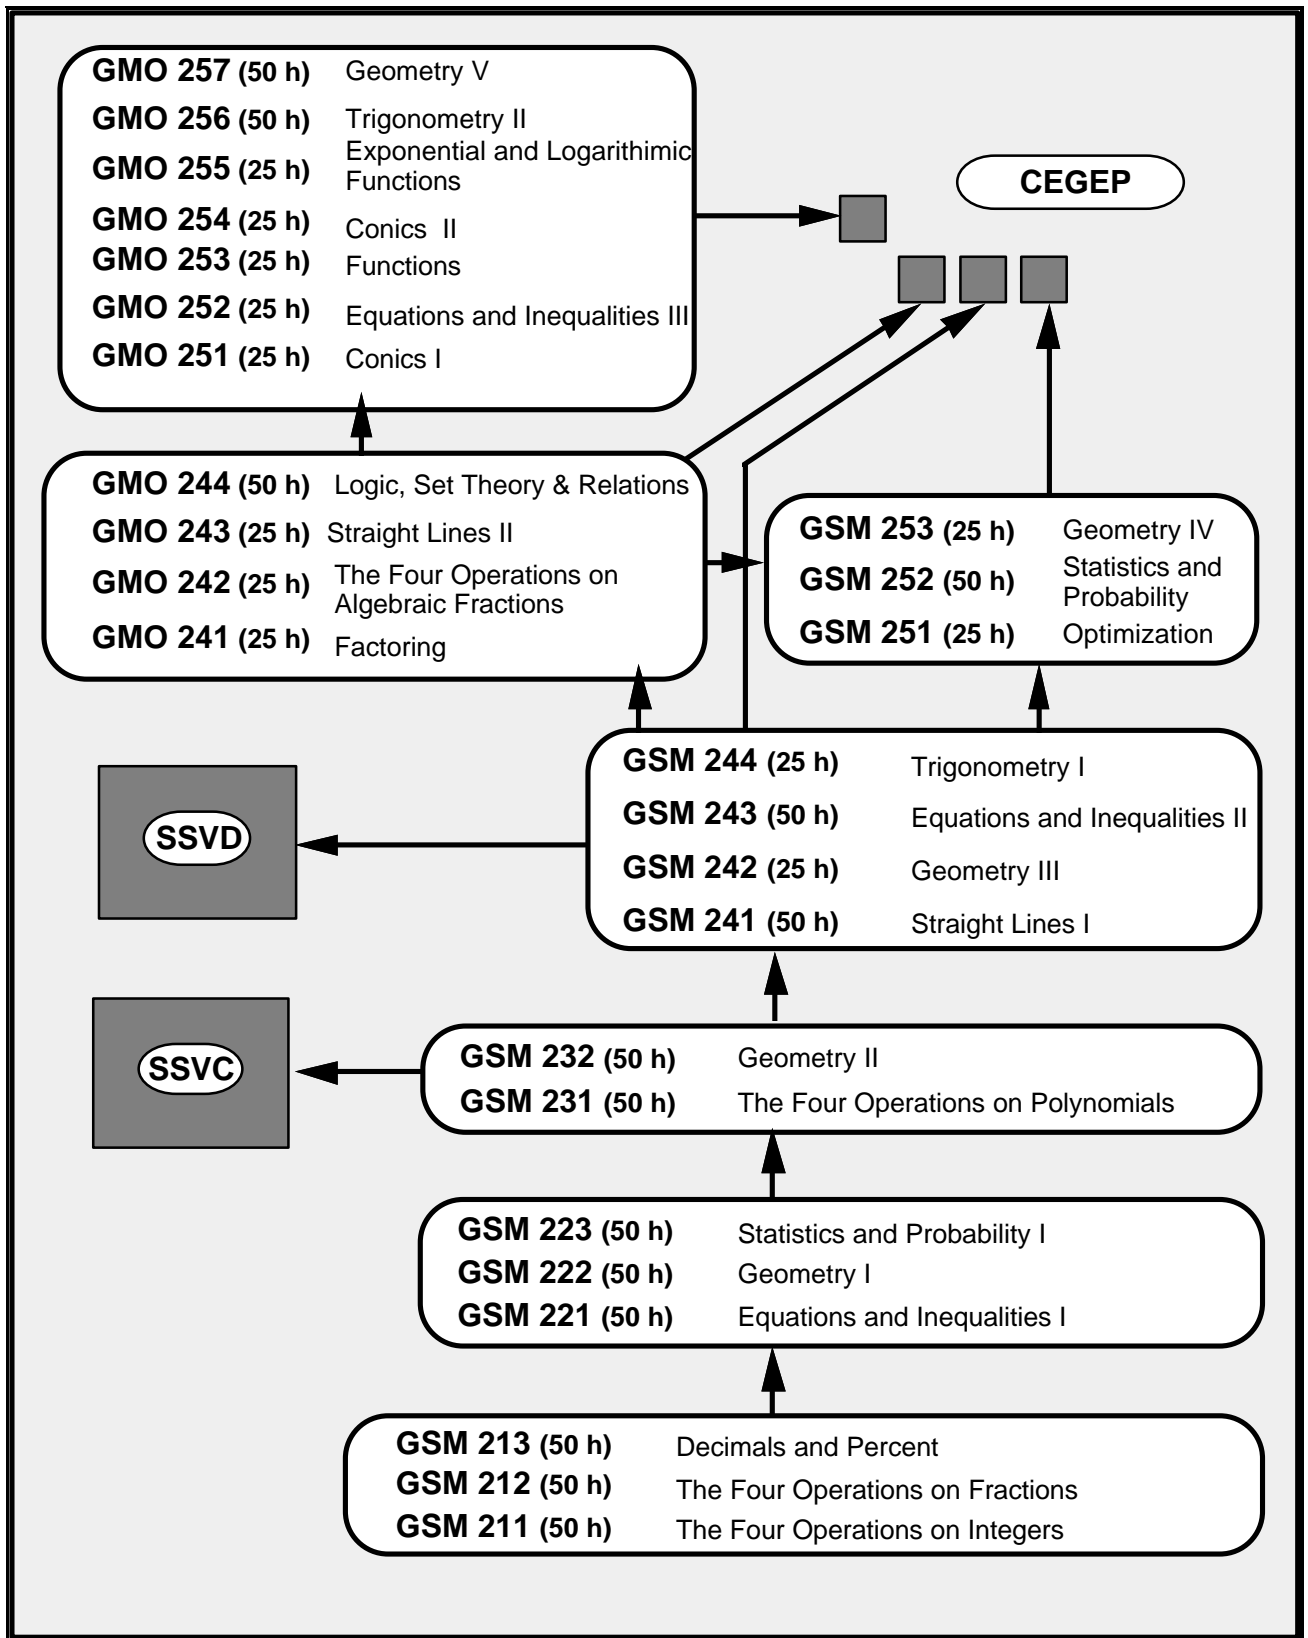 GMO 257 (50 h) Geometry V
GMO 256 (50 h) Trigonometry II
GMO 255 (25 h) Exponential and Logarithimic
Functions
GMO 254 (25 h) Conics II
GMO 253 (25 h) Functions
GMO 252 (25 h) Equations and Inequalities III
GMO 251 (25 h) Conics I
CEGEP
GMO 244 (50 h) Logic, Set Theory & Relations
GMO 243 (25 h) Straight Lines II
GMO 242 (25 h) The Four Operations on
Algebraic Fractions
GMO 241 (25 h) Factoring
GSM 253 (25 h) Geometry IV
GSM 252 (50 h) Statistics and
Probability
GSM 251 (25 h) Optimization
GSM 244 (25 h) Trigonometry I
GSM 243 (50 h) Equations and Inequalities II
GSM 242 (25 h) Geometry III
GSM 241 (50 h) Straight Lines I
SSVD
GSM 232 (50 h) Geometry II
GSM 231 (50 h) The Four Operations on Polynomials
SSVC
GSM 223 (50 h) Statistics and Probability I
GSM 222 (50 h) Geometry I
GSM 221 (50 h) Equations and Inequalities I
GSM 213 (50 h) Decimals and Percent
GSM 212 (50 h) The Four Operations on Fractions
GSM 211 (50 h) The Four Operations on Integers